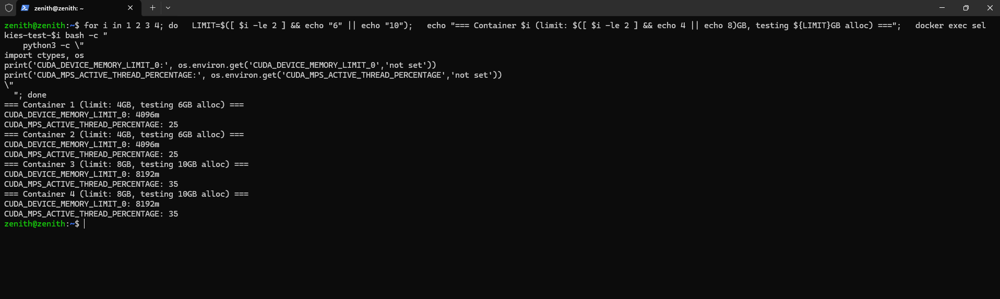 zenith@zenith: ~
zenith@zenith:~$ for i in 1 2 3 4; do   LIMIT=$([ $i -le 2 ] && echo "6" || echo "10");   echo "=== Container $i (limit: $([ $i -le 2 ] && echo 4 || echo 8)GB, testing ${LIMIT}GB alloc) ===";   docker exec sel
kies-test-$i bash -c "
    python3 -c \"
import ctypes, os
print('CUDA_DEVICE_MEMORY_LIMIT_0:', os.environ.get('CUDA_DEVICE_MEMORY_LIMIT_0','not set'))
print('CUDA_MPS_ACTIVE_THREAD_PERCENTAGE:', os.environ.get('CUDA_MPS_ACTIVE_THREAD_PERCENTAGE','not set'))
\"
  "; done
=== Container 1 (limit: 4GB, testing 6GB alloc) ===
CUDA_DEVICE_MEMORY_LIMIT_0: 4096m
CUDA_MPS_ACTIVE_THREAD_PERCENTAGE: 25
=== Container 2 (limit: 4GB, testing 6GB alloc) ===
CUDA_DEVICE_MEMORY_LIMIT_0: 4096m
CUDA_MPS_ACTIVE_THREAD_PERCENTAGE: 25
=== Container 3 (limit: 8GB, testing 10GB alloc) ===
CUDA_DEVICE_MEMORY_LIMIT_0: 8192m
CUDA_MPS_ACTIVE_THREAD_PERCENTAGE: 35
=== Container 4 (limit: 8GB, testing 10GB alloc) ===
CUDA_DEVICE_MEMORY_LIMIT_0: 8192m
CUDA_MPS_ACTIVE_THREAD_PERCENTAGE: 35
zenith@zenith:~$